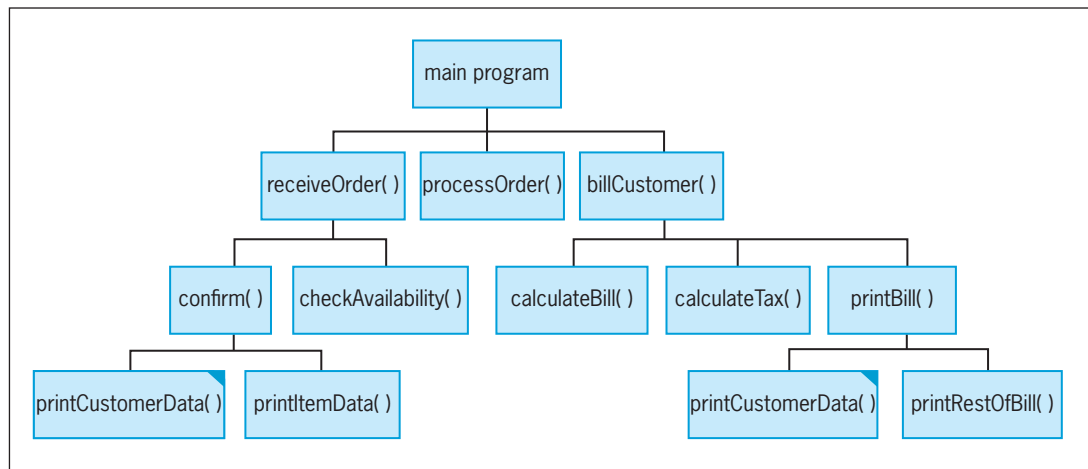 main program
receiveOrder( )
processOrder( )
billCustomer( )
confirm( )
checkAvailability( )
calculateBill( )
calculateTax( )
printBill( )
printCustomerData( )
printItemData( )
printCustomerData( )
printRestOfBill( )